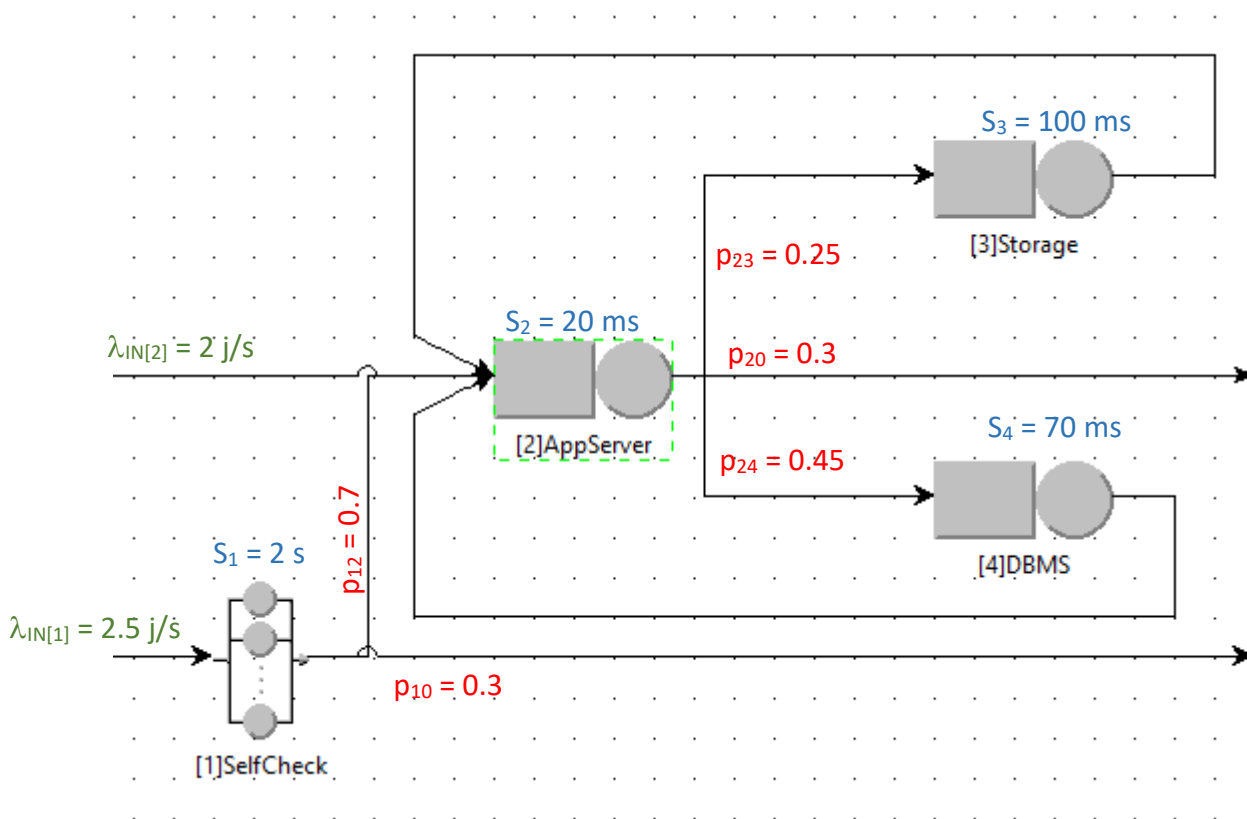 S₃ = 100 ms
[3]Storage
p₂₃ = 0.25
S₂ = 20 ms
λIN[2] = 2 j/s
p₂₀ = 0.3
[2]AppServer
S₄ = 70 ms
p₂₄ = 0.45
p₁₂ = 0.7
S₁ = 2 s
[4]DBMS
λIN[1] = 2.5 j/s
p₁₀ = 0.3
[1]SelfCheck